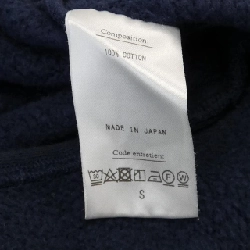 Composition
100% COTTON
MADE IN JAPAN
Code entretien:
S